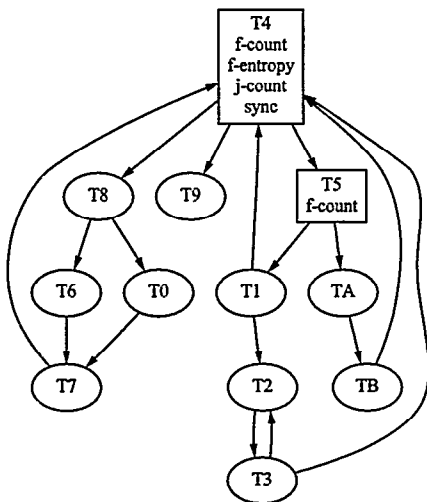 T4
f-count
f-entropy
j-count
sync
T8
T9
T5
f-count
T6
T0
T1
TA
T7
T2
TB
T3